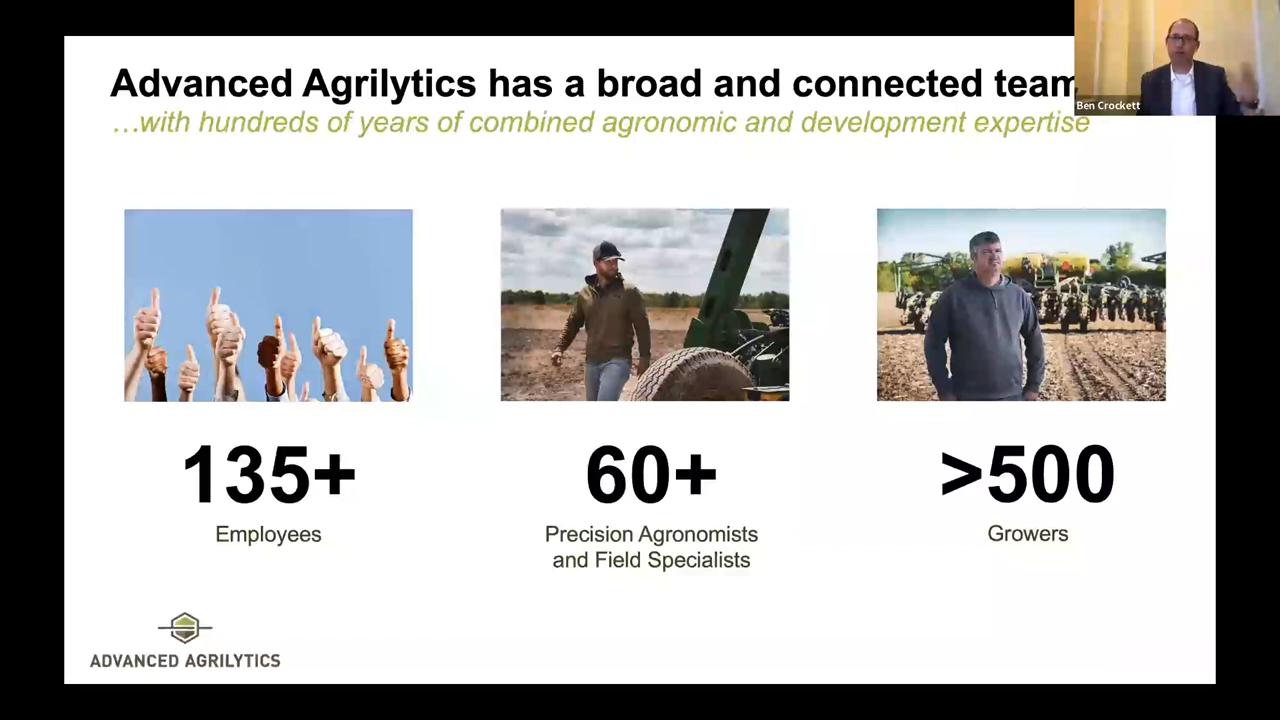 Advanced Agrilytics has a broad and connected team
…with hundreds of years of combined agronomic and development expertise
Ben Crockett
135+
Employees
60+
Precision Agronomists
and Field Specialists
>500
Growers
ADVANCED AGRILYTICS